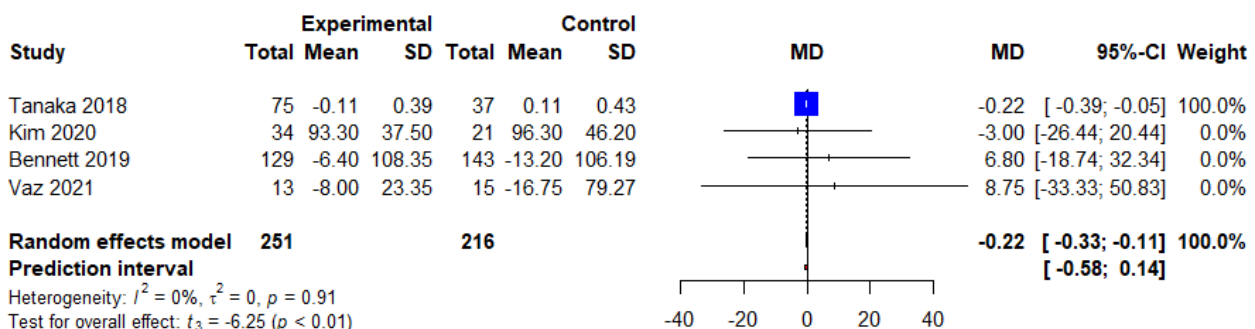 Experimental Control
Study Total Mean SD Total Mean SD MD MD 95%-CI Weight
Tanaka 2018 75 -0.11 0.39 37 0.11 0.43 -0.22 [ -0.39; -0.05] 100.0%
Kim 2020 34 93.30 37.50 21 96.30 46.20 -3.00 [-26.44; 20.44] 0.0%
Bennett 2019 129 -6.40 108.35 143 -13.20 106.19 6.80 [-18.74; 32.34] 0.0%
Vaz 2021 13 -8.00 23.35 15 -16.75 79.27 8.75 [-33.33; 50.83] 0.0%
Random effects model 251 216 -0.22 [ -0.33; -0.11] 100.0%
Prediction interval [ -0.58; 0.14]
Heterogeneity: I² = 0%, τ² = 0, p = 0.91
Test for overall effect: t₃ = -6.25 (p < 0.01)
-40 -20 0 20 40